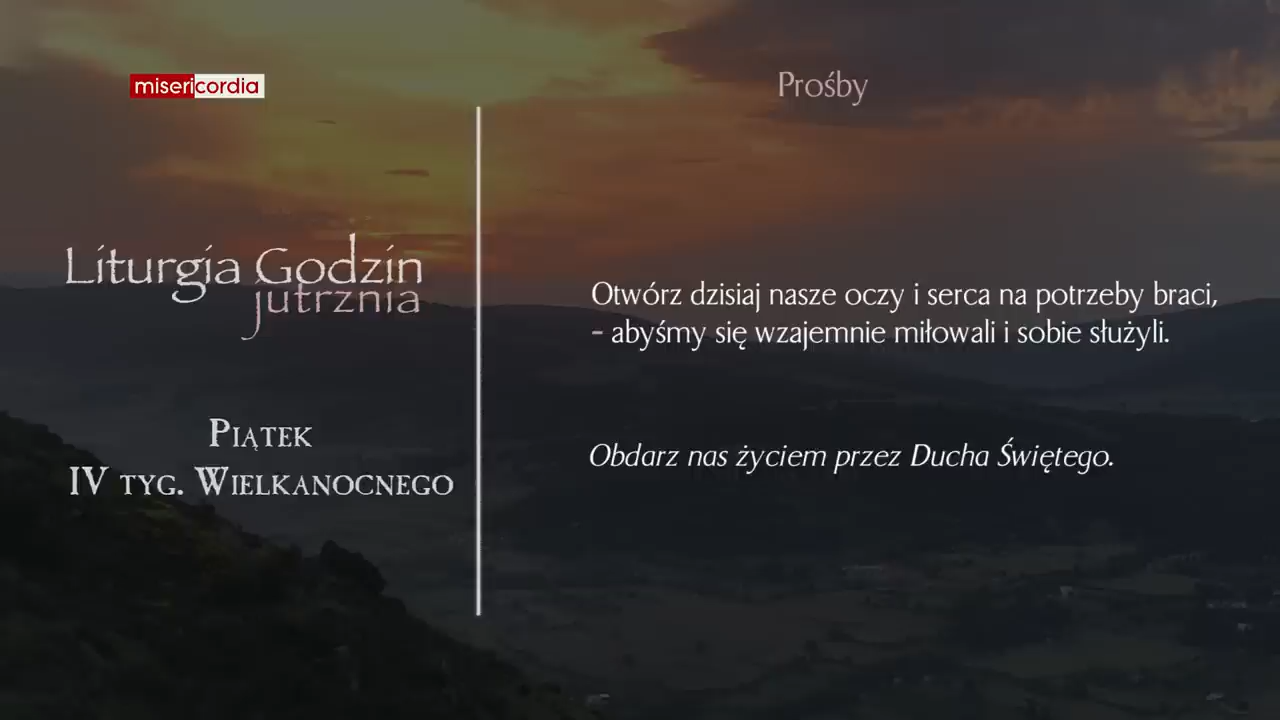 misericordia
Liturgia Godzin
jutrznia
Piątek
IV tyg. Wielkanocnego
Prośby
Otwórz dzisiaj nasze oczy i serca na potrzeby braci,
- abyśmy się wzajemnie miłowali i sobie służyli.
Obdarz nas życiem przez Ducha Świętego.